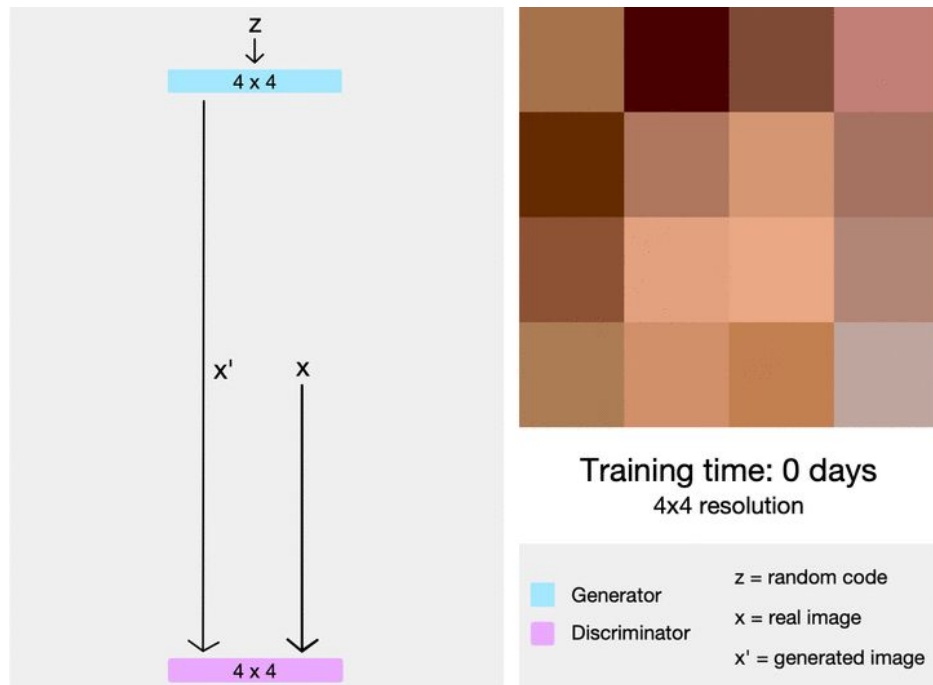 z
4 x 4
x'
x
4 x 4
Training time: 0 days
4x4 resolution
Generator
Discriminator
z = random code
x = real image
x' = generated image